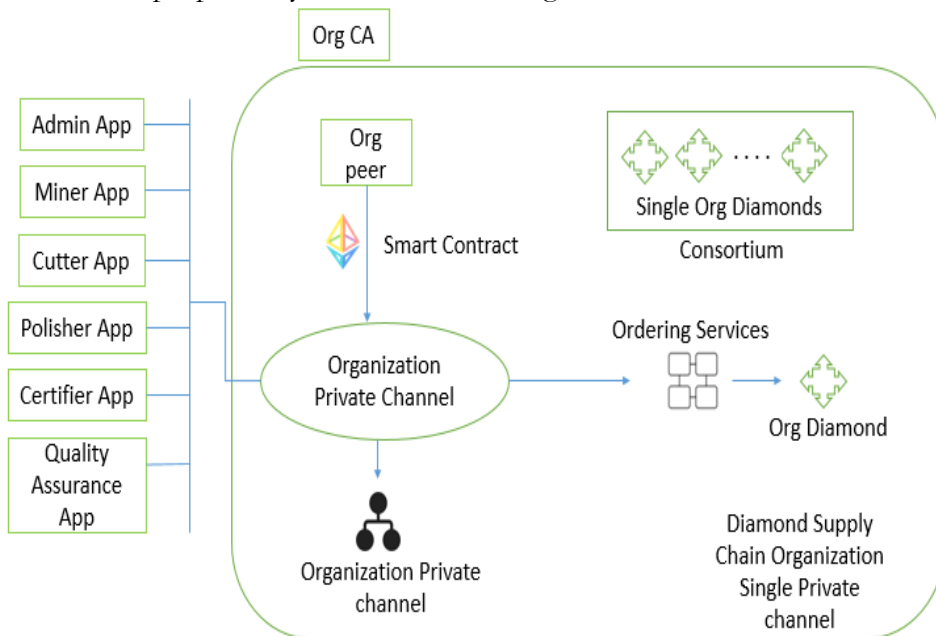 Org CA
Admin App
Miner App
Cutter App
Polisher App
Certifier App
Quality
Assurance
App
Org
peer
Smart Contract
Single Org Diamonds
Consortium
Organization
Private Channel
Ordering Services
Org Diamond
Organization Private
channel
Diamond Supply
Chain Organization
Single Private
channel